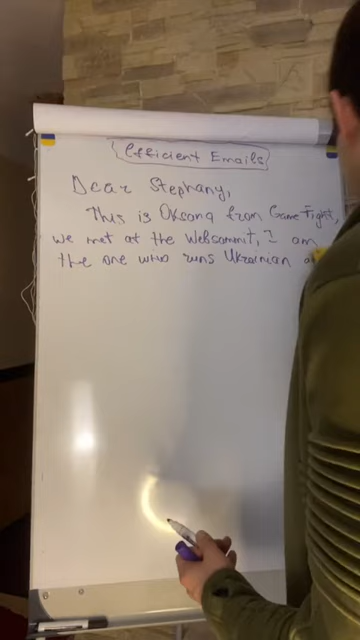 Efficient Emails
Dear Stephany,
This is Oksana from Game Fight,
we met at the Websommit, I am
the one who runs Ukrainian